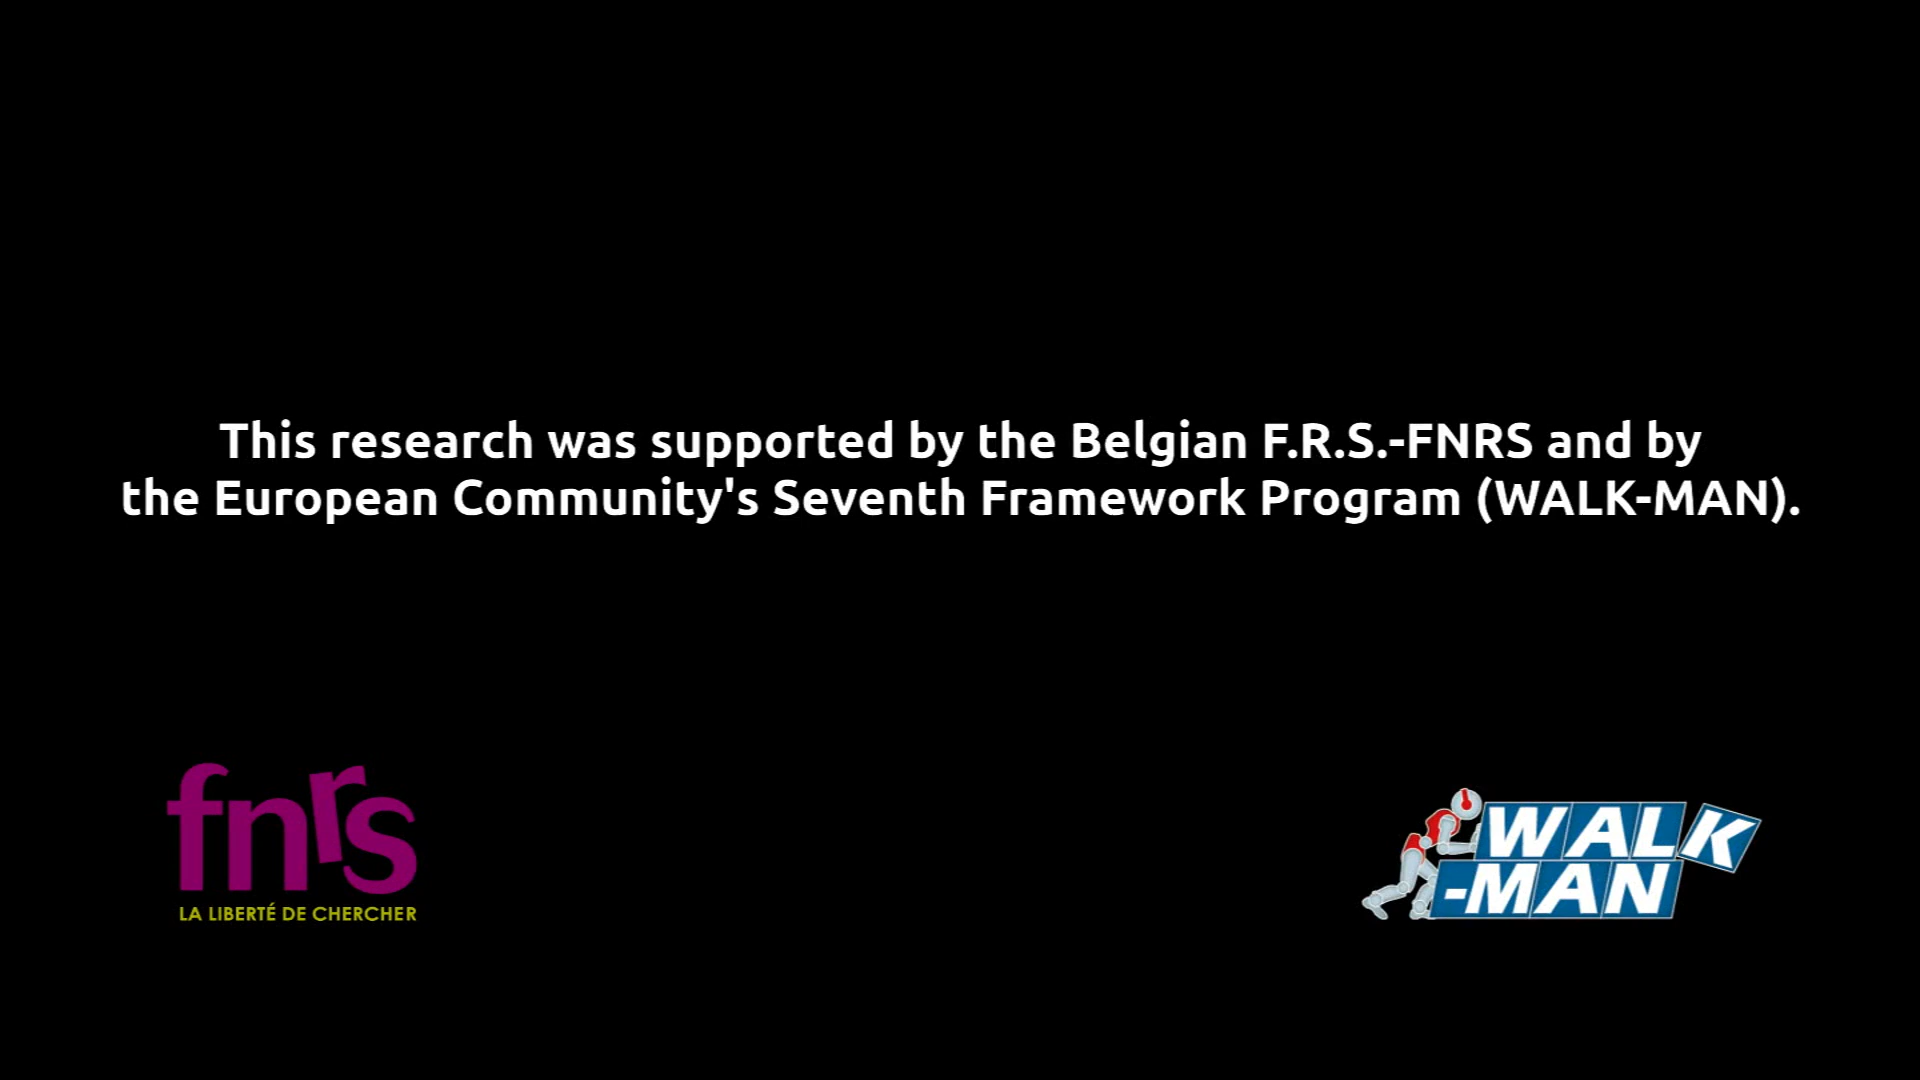 This research was supported by the Belgian F.R.S.-FNRS and by
the European Community's Seventh Framework Program (WALK-MAN).
fnrs
LA LIBERTÉ DE CHERCHER
WALK
-MAN